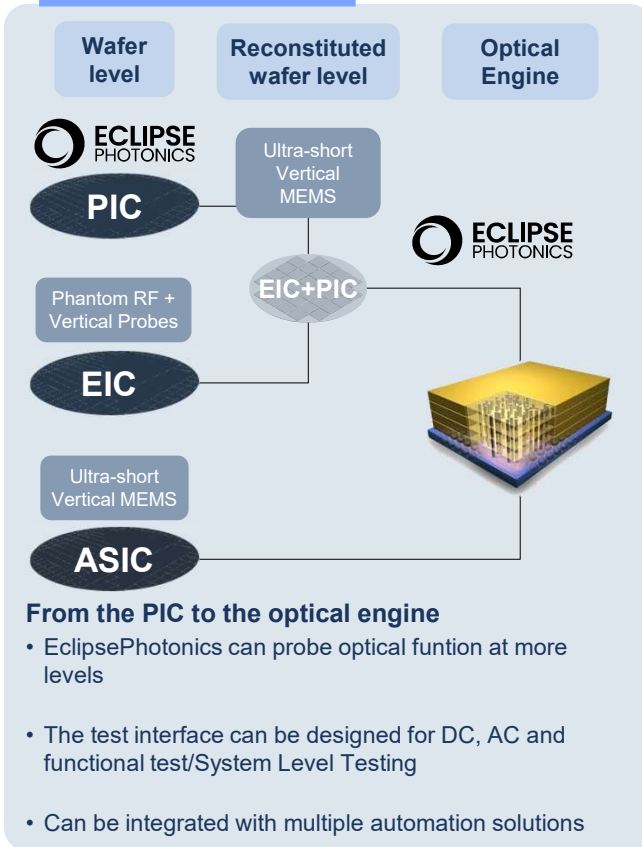 Wafer
level
Reconstituted
wafer level
Optical
Engine
ECLIPSE
PHOTONICS
PIC
Ultra-short
Vertical
MEMS
ECLIPSE
PHOTONICS
EIC+PIC
Phantom RF +
Vertical Probes
EIC
Ultra-short
Vertical MEMS
ASIC
From the PIC to the optical engine
• EclipsePhotonics can probe optical funtion at more
levels
• The test interface can be designed for DC, AC and
functional test/System Level Testing
• Can be integrated with multiple automation solutions